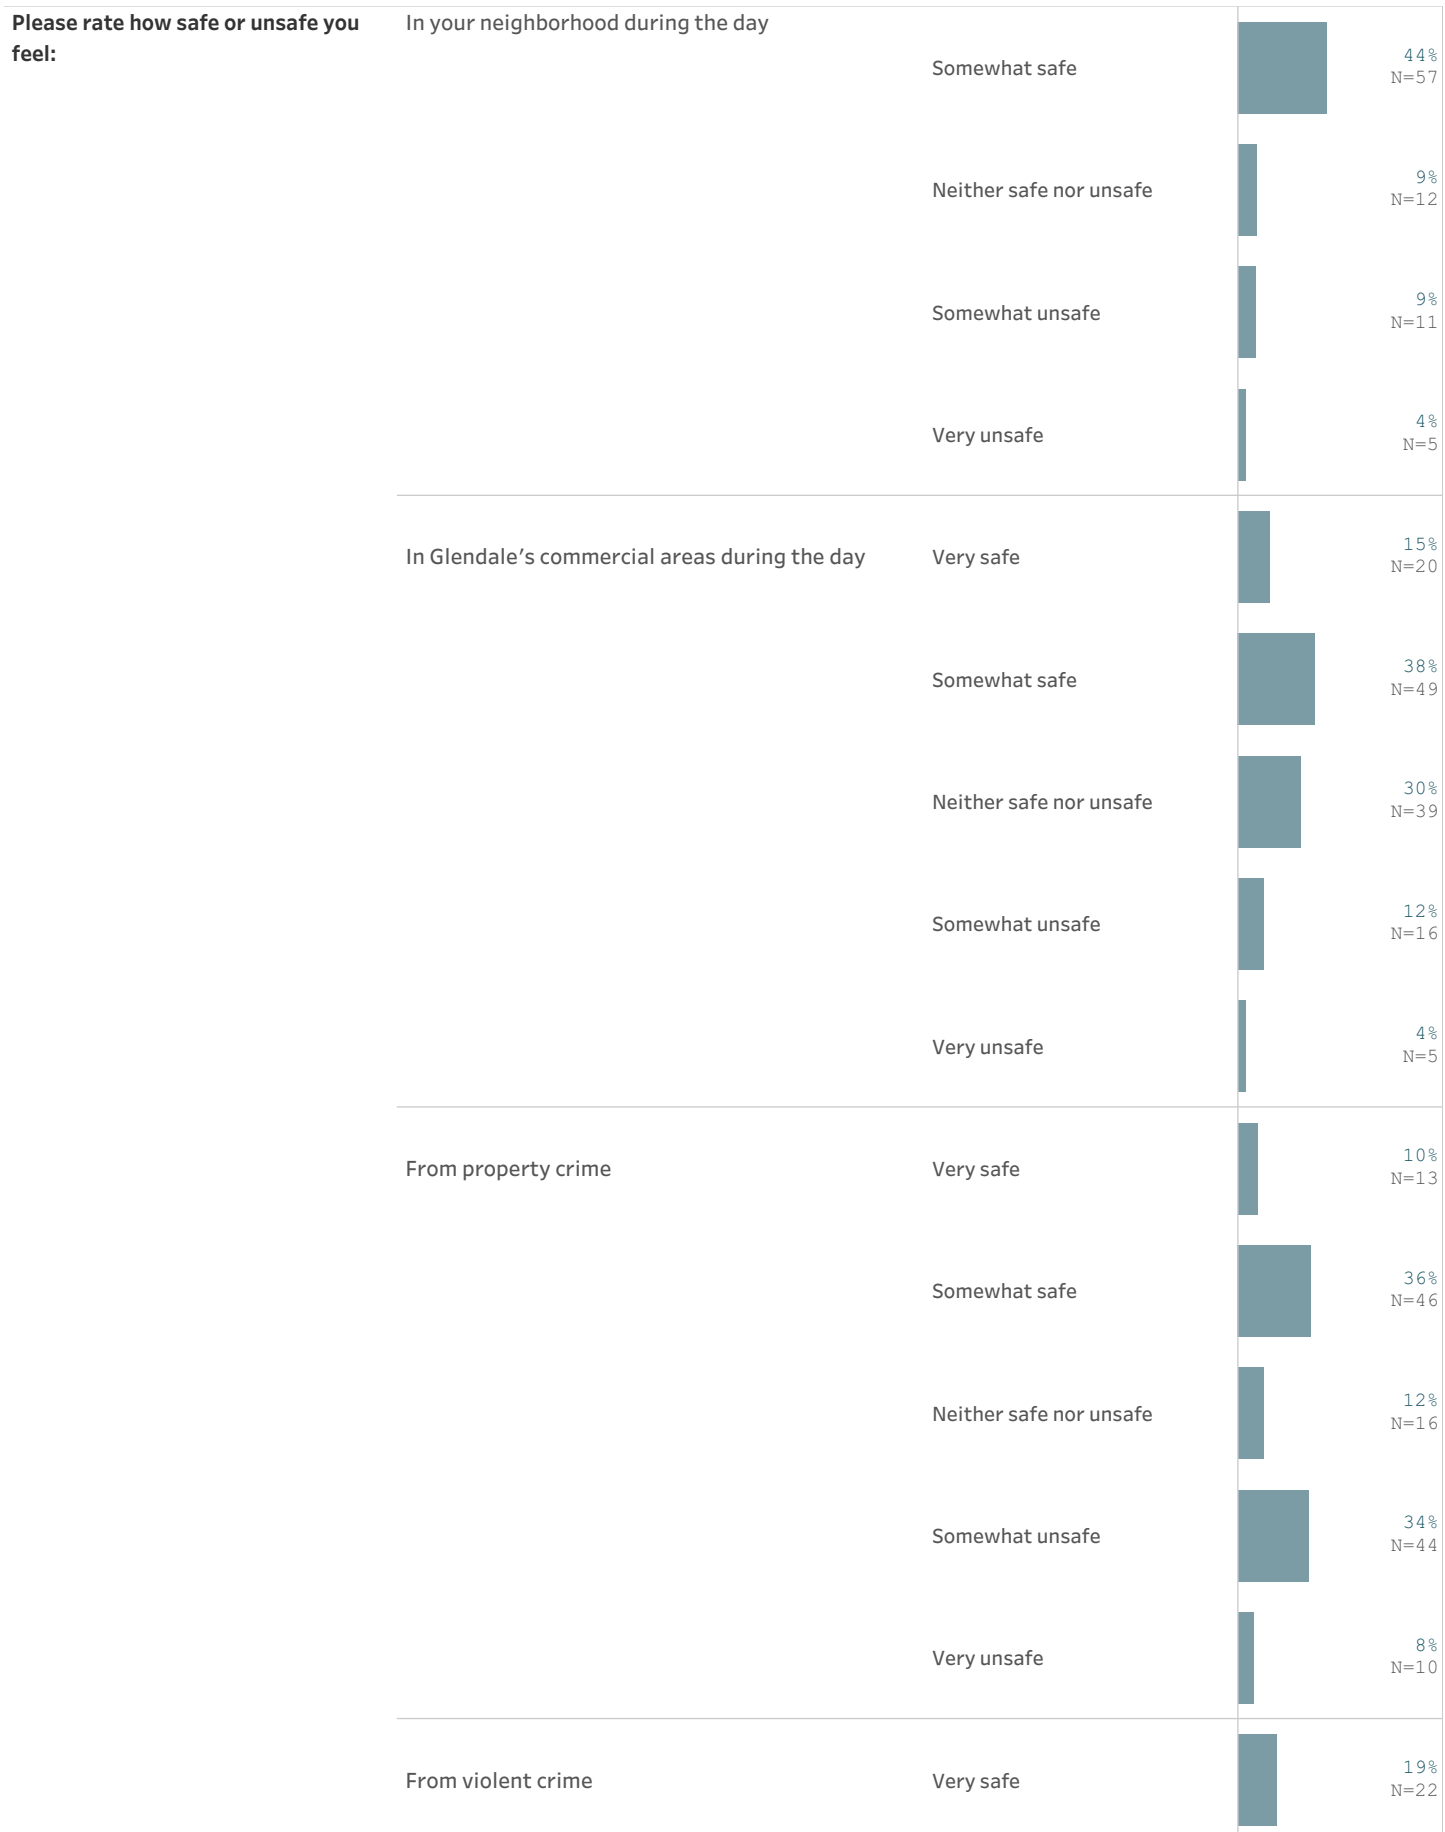 Please rate how safe or unsafe you
feel:
In your neighborhood during the day
Somewhat safe
44%
N=57
Neither safe nor unsafe
9%
N=12
Somewhat unsafe
9%
N=11
Very unsafe
4%
N=5
In Glendale’s commercial areas during the day
Very safe
15%
N=20
Somewhat safe
38%
N=49
Neither safe nor unsafe
30%
N=39
Somewhat unsafe
12%
N=16
Very unsafe
4%
N=5
From property crime
Very safe
10%
N=13
Somewhat safe
36%
N=46
Neither safe nor unsafe
12%
N=16
Somewhat unsafe
34%
N=44
Very unsafe
8%
N=10
From violent crime
Very safe
19%
N=22